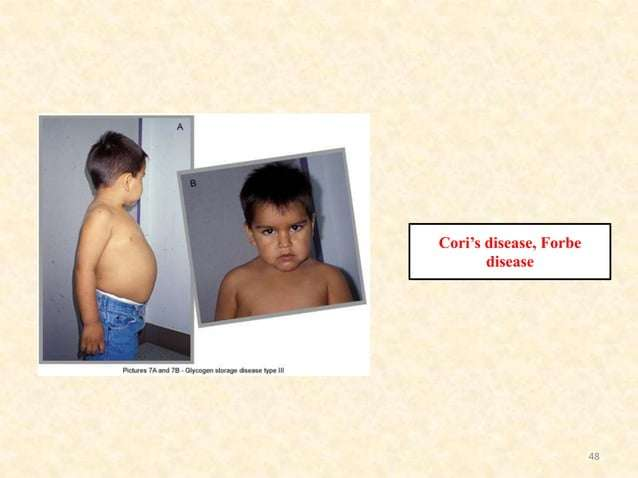 A
B
Cori’s disease, Forbe
disease
Pictures 7A and 7B - Glycogen storage disease type III
48